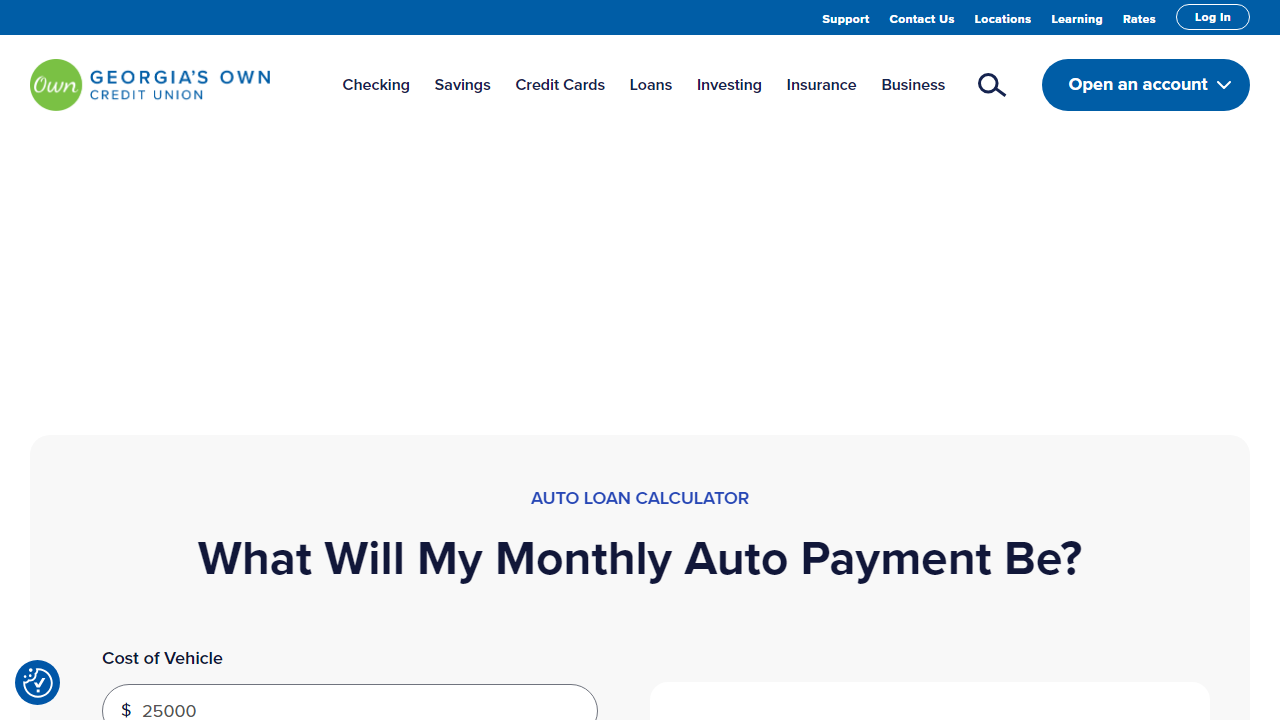 Support Contact Us Locations Learning Rates Log In
Own GEORGIA'S OWN
CREDIT UNION
Checking Savings Credit Cards Loans Investing Insurance Business Open an account
AUTO LOAN CALCULATOR
What Will My Monthly Auto Payment Be?
Cost of Vehicle
$ 25000